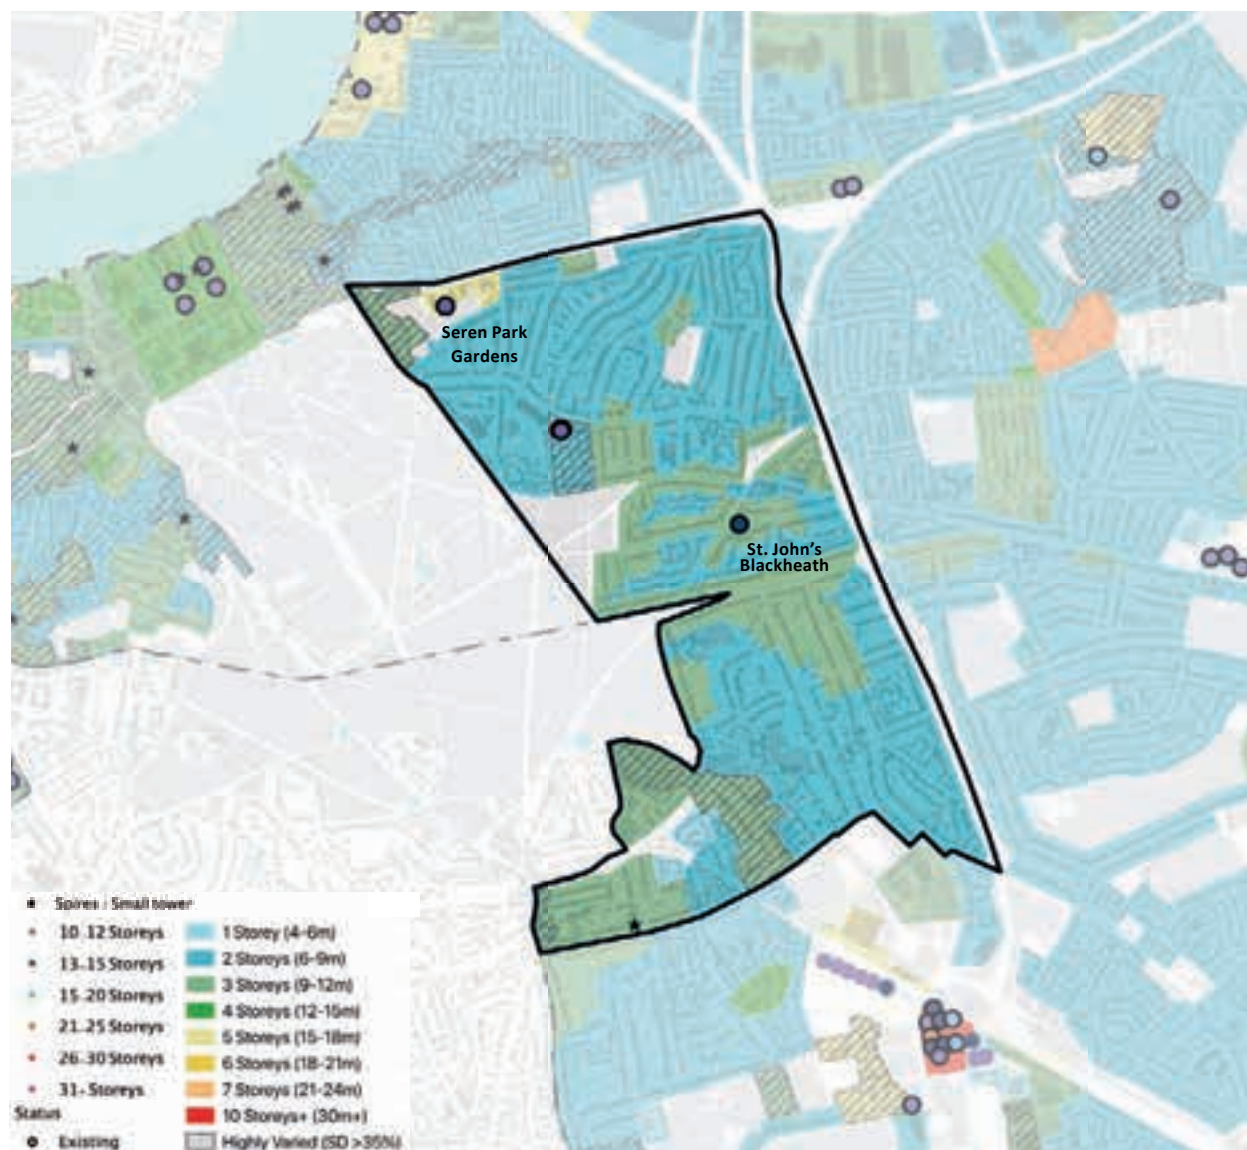 Seren Park
Gardens
St. John's
Blackheath
Spires / Small tower
10-12 Storeys
13-15 Storeys
15-20 Storeys
21-25 Storeys
26-30 Storeys
31+ Storeys
Status
Existing
1 Storey (4-6m)
2 Storeys (6-9m)
3 Storeys (9-12m)
4 Storeys (12-15m)
5 Storeys (15-18m)
6 Storeys (18-21m)
7 Storeys (21-24m)
10 Storeys+ (30m+)
Highly Varied (SD >35%)